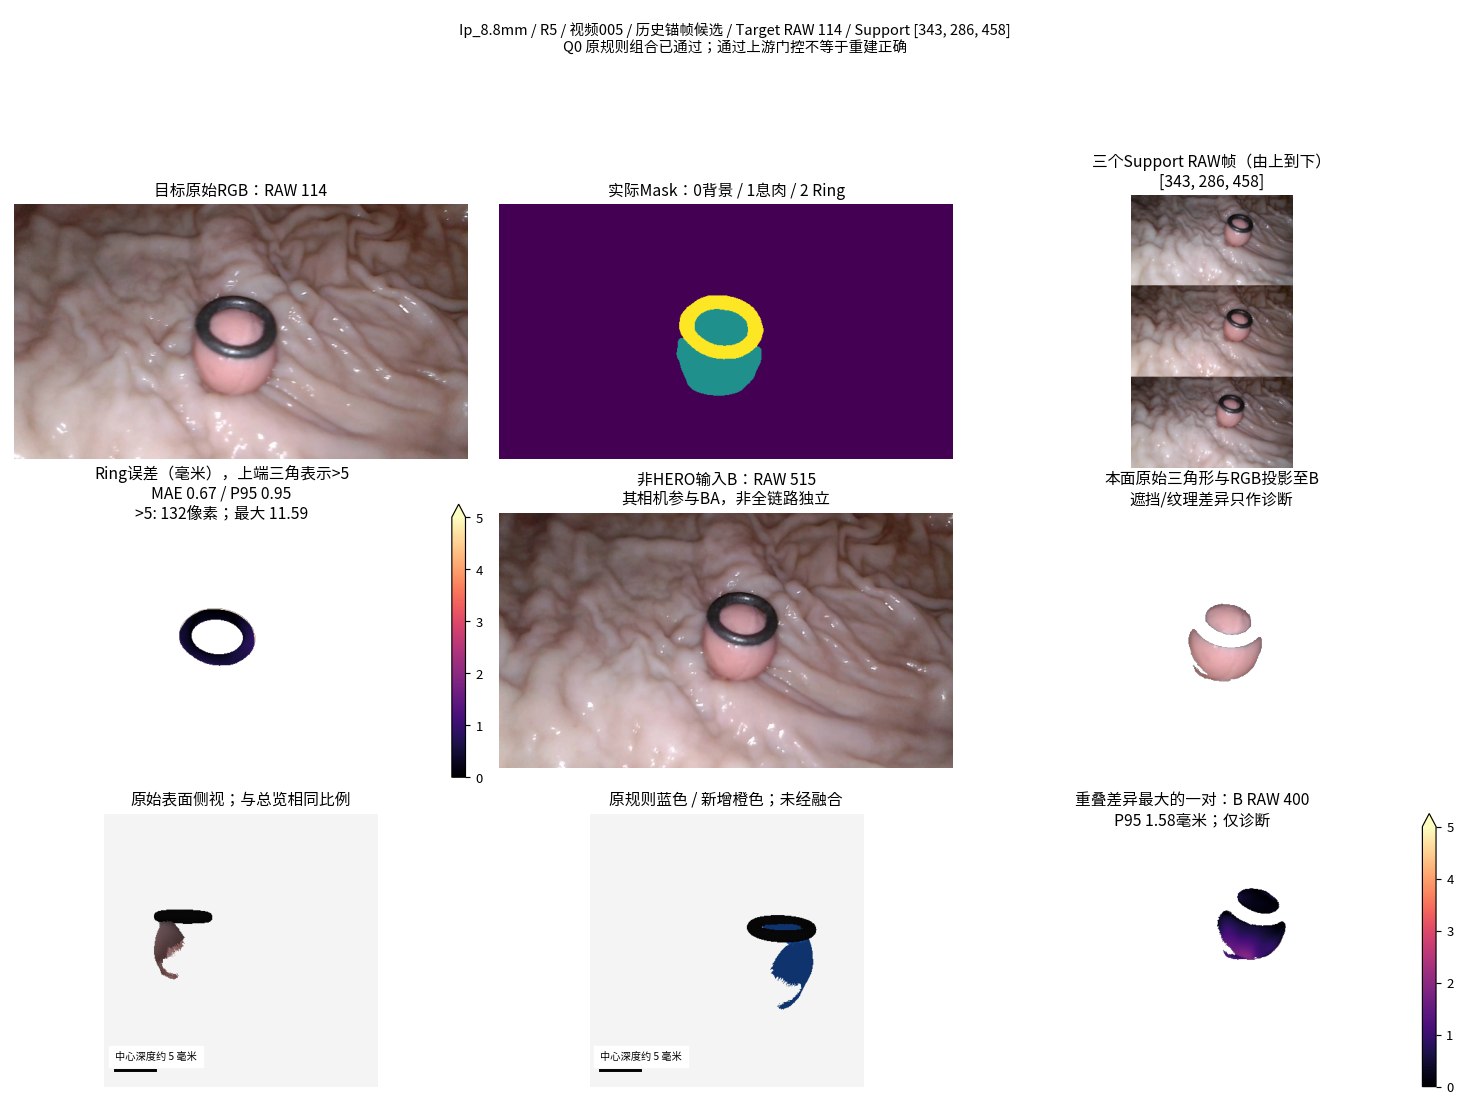 Ip_8.8mm / R5 / 视频005 / 历史锚帧候选 / Target RAW 114 / Support [343, 286, 458]
Q0 原规则组合已通过；通过上游门控不等于重建正确
目标原始RGB：RAW 114
实际Mask：0背景 / 1息肉 / 2 Ring
三个Support RAW帧（由上到下）
[343, 286, 458]
Ring误差（毫米），上端三角表示>5
MAE 0.67 / P95 0.95
>5: 132像素；最大 11.59
5
4
3
2
1
0
非HERO输入B：RAW 515
其相机参与BA，非全链路独立
本面原始三角形与RGB投影至B
遮挡/纹理差异只作诊断
原始表面侧视；与总览相同比例
中心深度约 5 毫米
原规则蓝色 / 新增橙色；未经融合
中心深度约 5 毫米
重叠差异最大的一对：B RAW 400
P95 1.58毫米；仅诊断
5
4
3
2
1
0